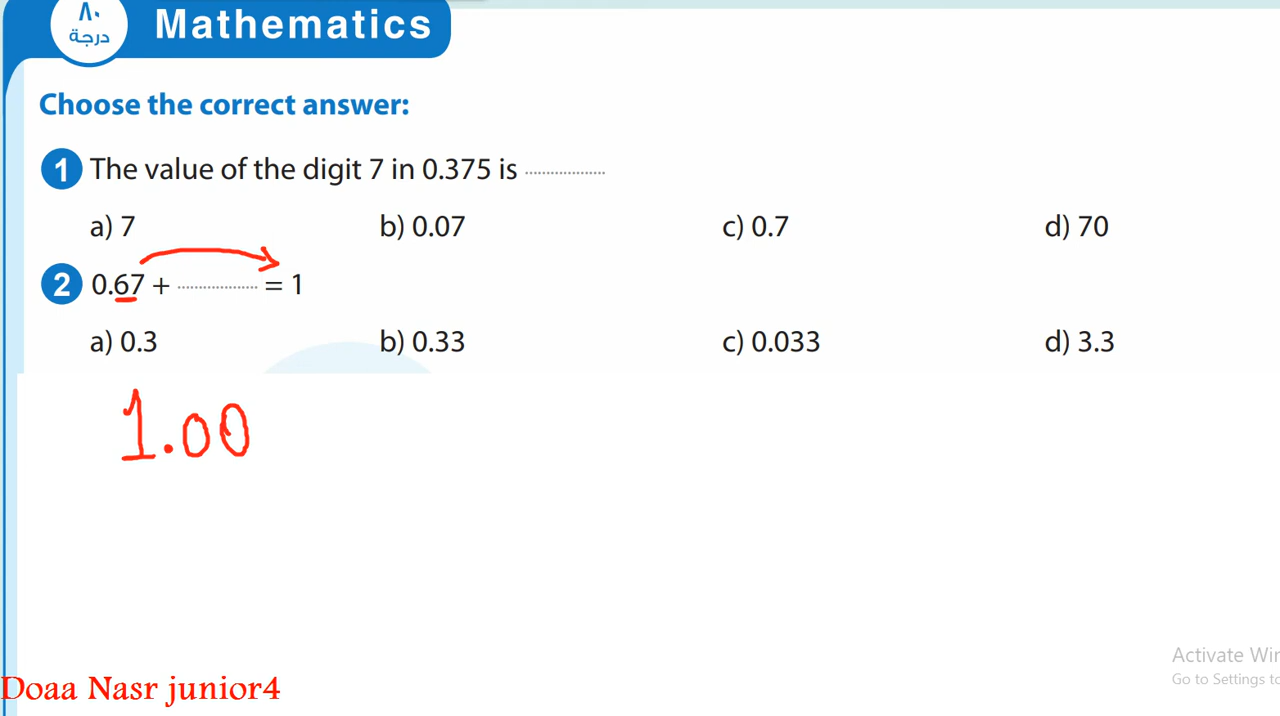 ٨٠
درجة
Mathematics
Choose the correct answer:
1 The value of the digit 7 in 0.375 is ..................
a) 7 b) 0.07 c) 0.7 d) 70
2 0.67 + .................. = 1
a) 0.3 b) 0.33 c) 0.033 d) 3.3
1.00
Activate Win
Go to Settings to
Doaa Nasr junior4